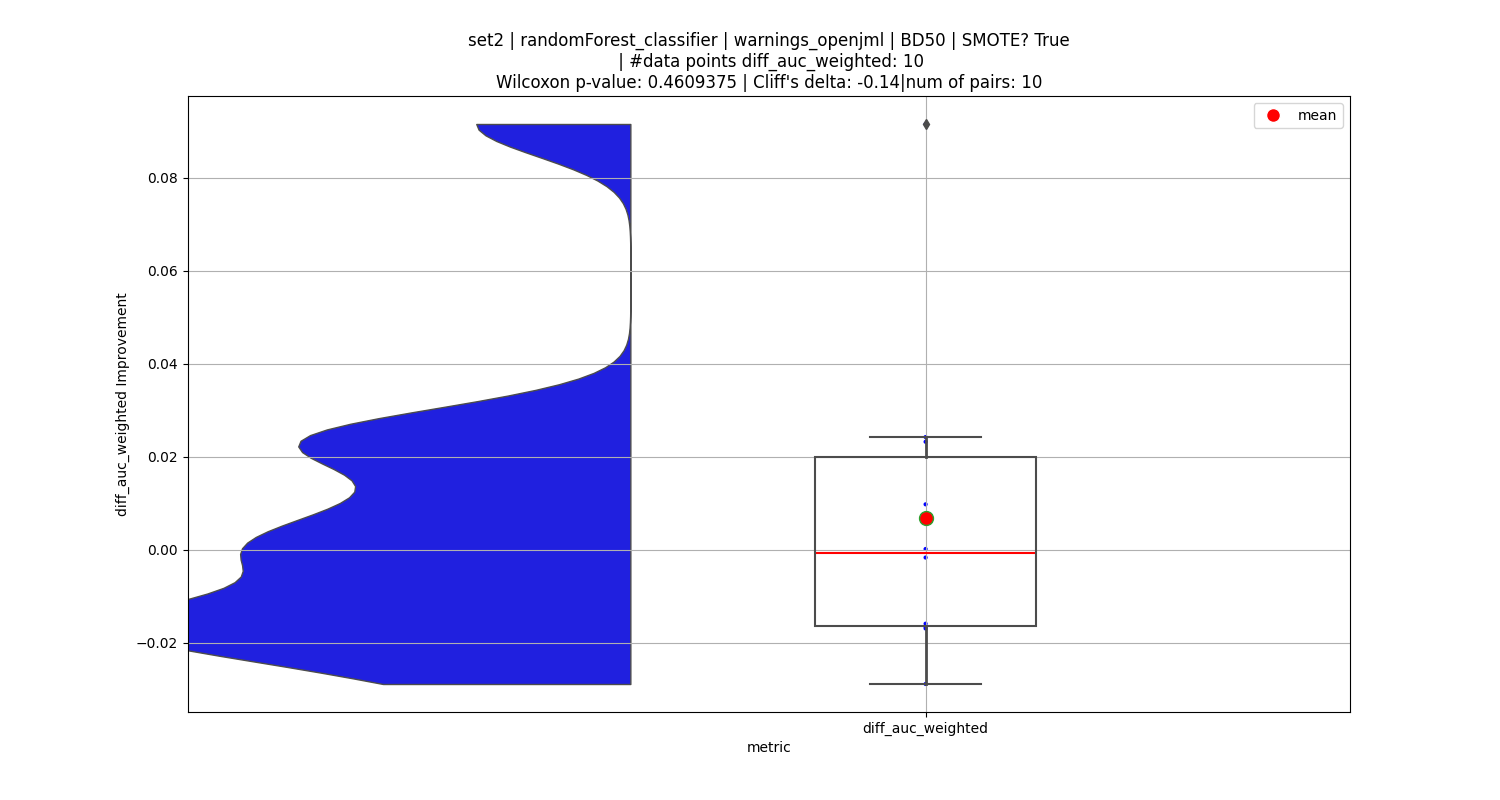 set2 | randomForest_classifier | warnings_openjml | BD50 | SMOTE? True
| #data points diff_auc_weighted: 10
Wilcoxon p-value: 0.4609375 | Cliff's delta: -0.14|num of pairs: 10
mean
diff_auc_weighted Improvement
0.08
0.06
0.04
0.02
0.00
−0.02
diff_auc_weighted
metric